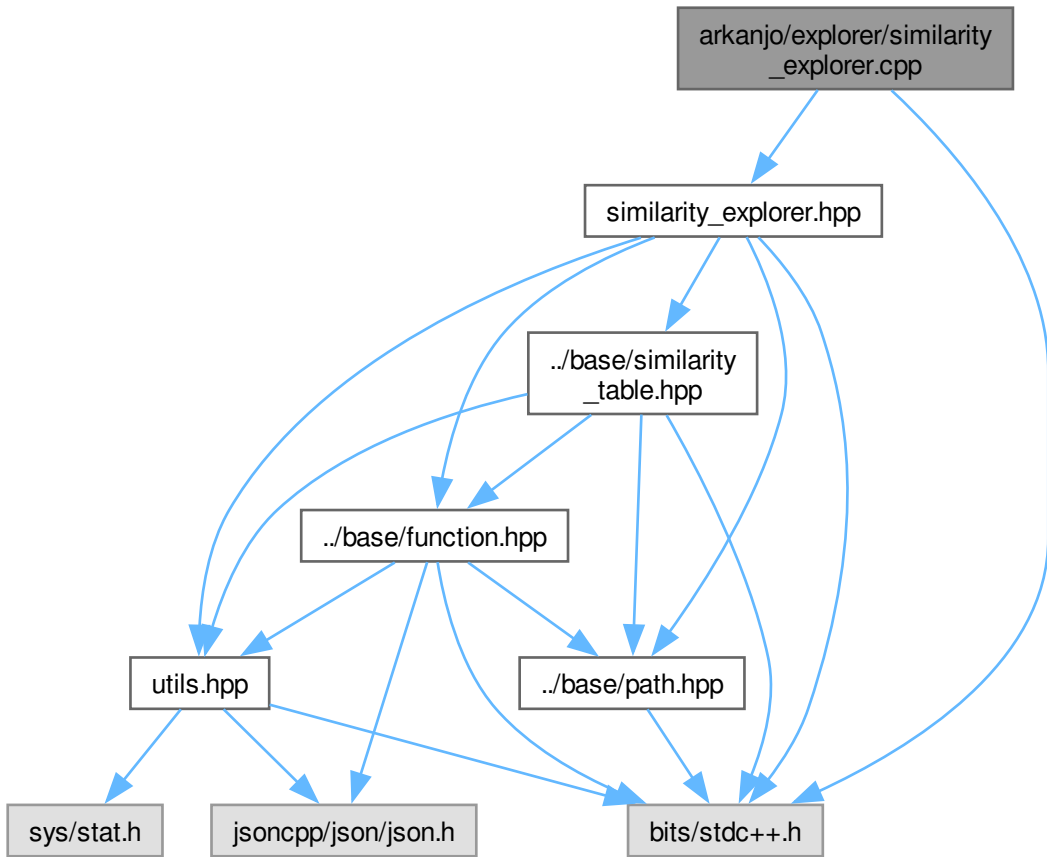 arkanjo/explorer/similarity
_explorer.cpp
similarity_explorer.hpp
../base/similarity
_table.hpp
../base/function.hpp
utils.hpp
../base/path.hpp
sys/stat.h
jsoncpp/json/json.h
bits/stdc++.h